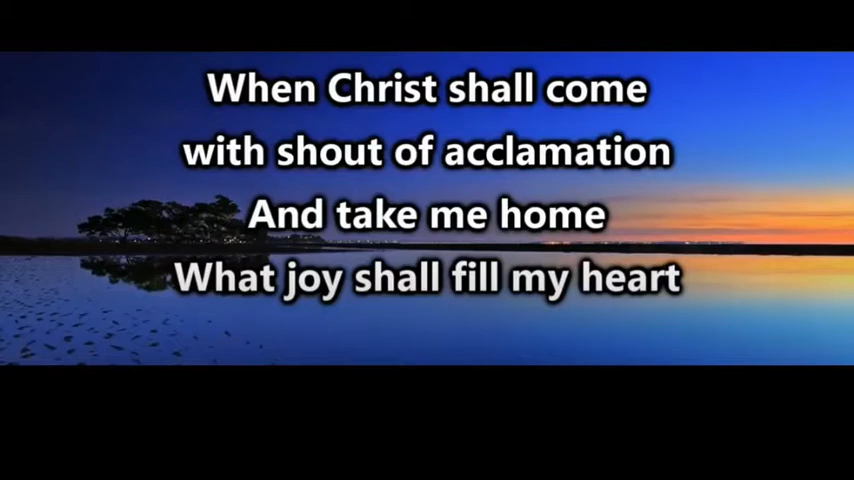 When Christ shall come
with shout of acclamation
And take me home
What joy shall fill my heart